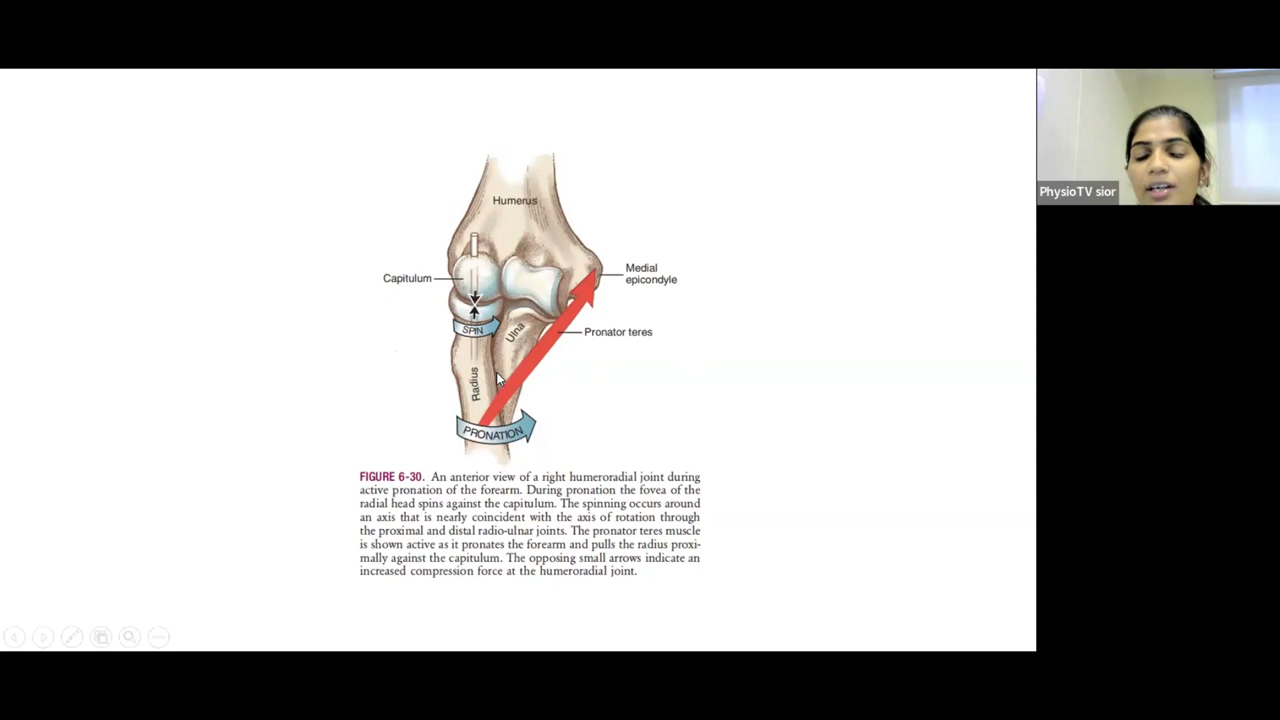 PhysioTV sior
Humerus
Capitulum
Medial
epicondyle
SPIN
Ulna
Pronator teres
Radius
PRONATION
FIGURE 6-30. An anterior view of a right humeroradial joint during
active pronation of the forearm. During pronation the fovea of the
radial head spins against the capitulum. The spinning occurs around
an axis that is nearly coincident with the axis of rotation through
the proximal and distal radio-ulnar joints. The pronator teres muscle
is shown active as it pronates the forearm and pulls the radius proxi-
mally against the capitulum. The opposing small arrows indicate an
increased compression force at the humeroradial joint.